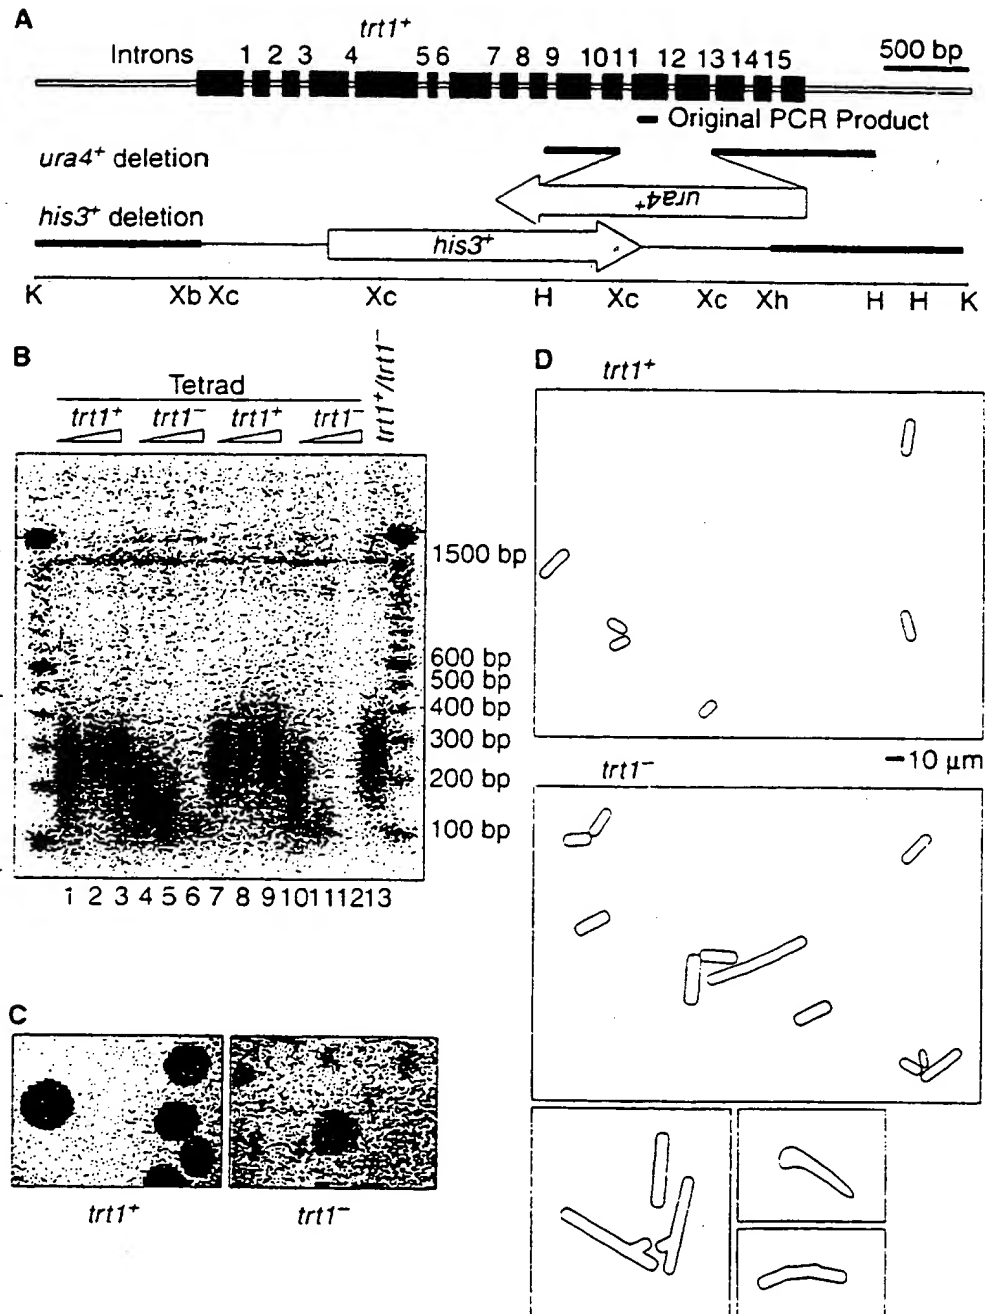 A
trt1+
Introns 1 2 3 4 5 6 7 8 9 10 11 12 13 14 15
500 bp
Original PCR Product
ura4+ deletion
ura4+
his3+ deletion
his3+
K Xb Xc Xc H Xc Xc Xh H H K
B
Tetrad
trt1+ trt1− trt1+ trt1− trt1+/trt1−
1500 bp
600 bp
500 bp
400 bp
300 bp
200 bp
100 bp
1 2 3 4 5 6 7 8 9 10 11 12 13
C
trt1+ trt1−
D
trt1+
10 µm
trt1−